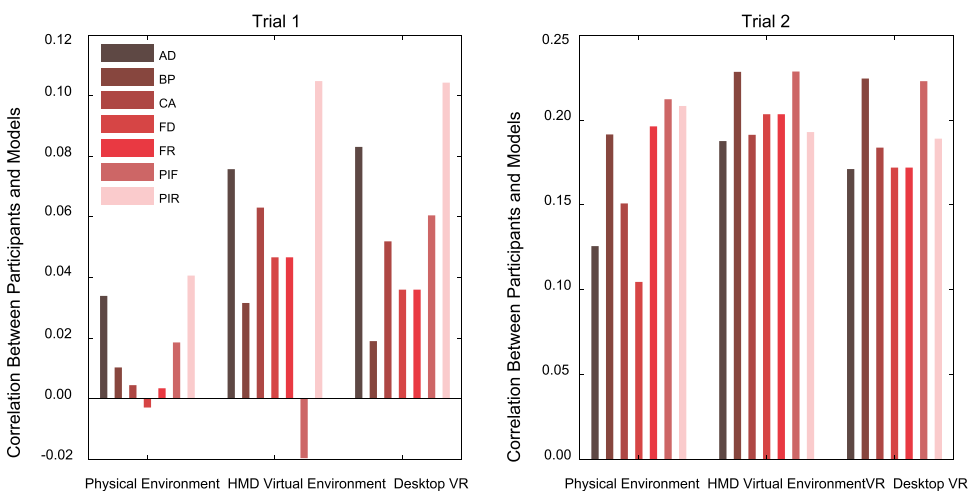 Trial 1
Correlation Between Participants and Models
0.12
0.10
0.08
0.06
0.04
0.02
0.00
-0.02
AD
BP
CA
FD
FR
PIF
PIR
Physical Environment HMD Virtual Environment Desktop VR
Trial 2
Correlation Between Participants and Models
0.25
0.20
0.15
0.10
0.05
0.00
Physical Environment HMD Virtual EnvironmentVR Desktop VR